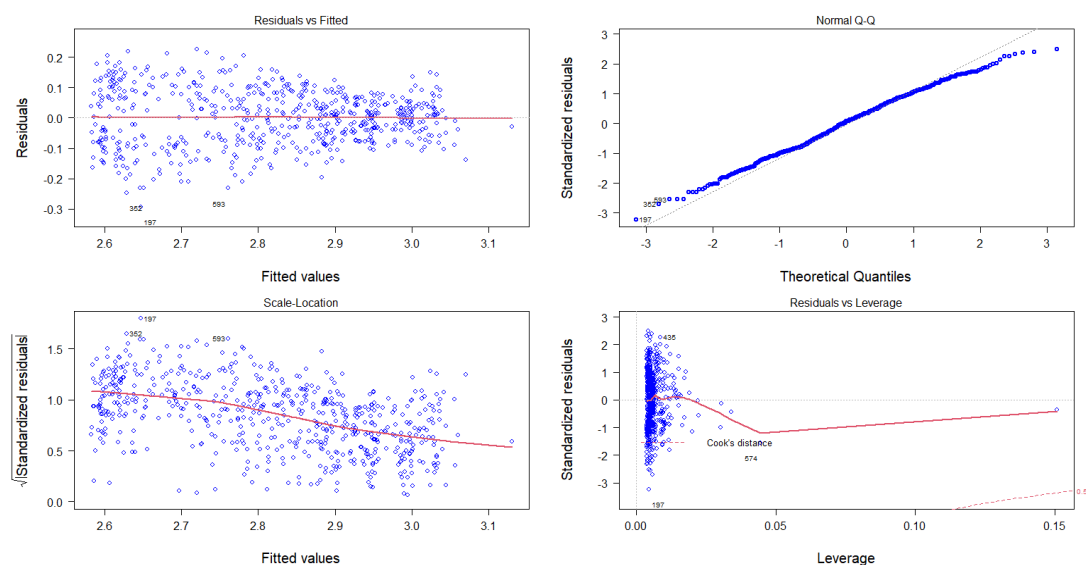 Residuals vs Fitted
Residuals
0.2
0.1
0.0
-0.1
-0.2
-0.3
352
197
593
2.6 2.7 2.8 2.9 3.0 3.1
Fitted values
Normal Q-Q
Standardized residuals
3
2
1
0
-1
-2
-3
593
352
197
-3 -2 -1 0 1 2 3
Theoretical Quantiles
Scale-Location
√|Standardized residuals|
1.5
1.0
0.5
0.0
197
352
593
2.6 2.7 2.8 2.9 3.0 3.1
Fitted values
Residuals vs Leverage
Standardized residuals
3
2
1
0
-1
-2
-3
435
Cook's distance
574
197
0.5
0.00 0.05 0.10 0.15
Leverage